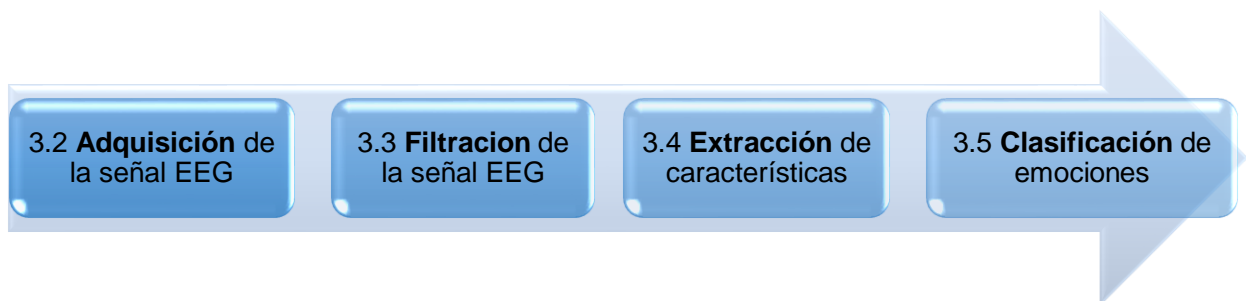 3.2 Adquisición de
la señal EEG
3.3 Filtracion de
la señal EEG
3.4 Extracción de
características
3.5 Clasificación de
emociones